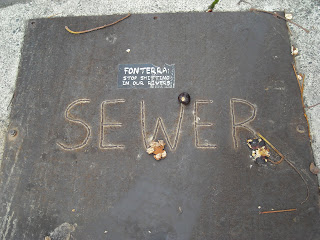 FONTERRA:
STOP SHITTING
IN OUR RIVERS
SEWER